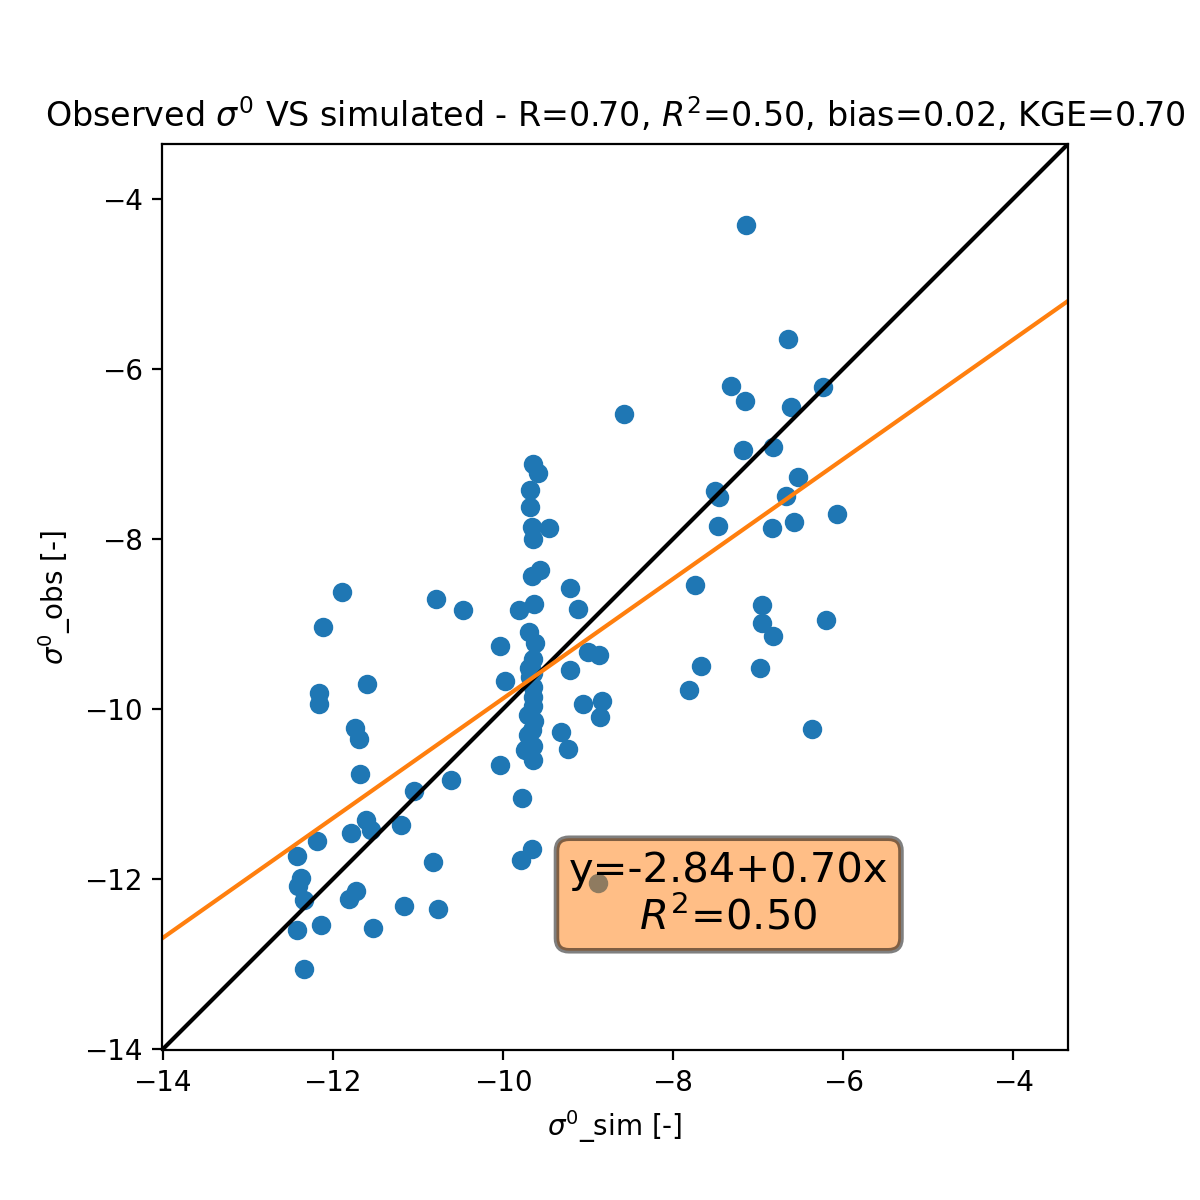 Observed σ⁰ VS simulated - R=0.70, R²=0.50, bias=0.02, KGE=0.70
−4
−6
−8
−10
−12
−14
σ⁰_obs [-]
y=-2.84+0.70x
R²=0.50
−14 −12 −10 −8 −6 −4
σ⁰_sim [-]